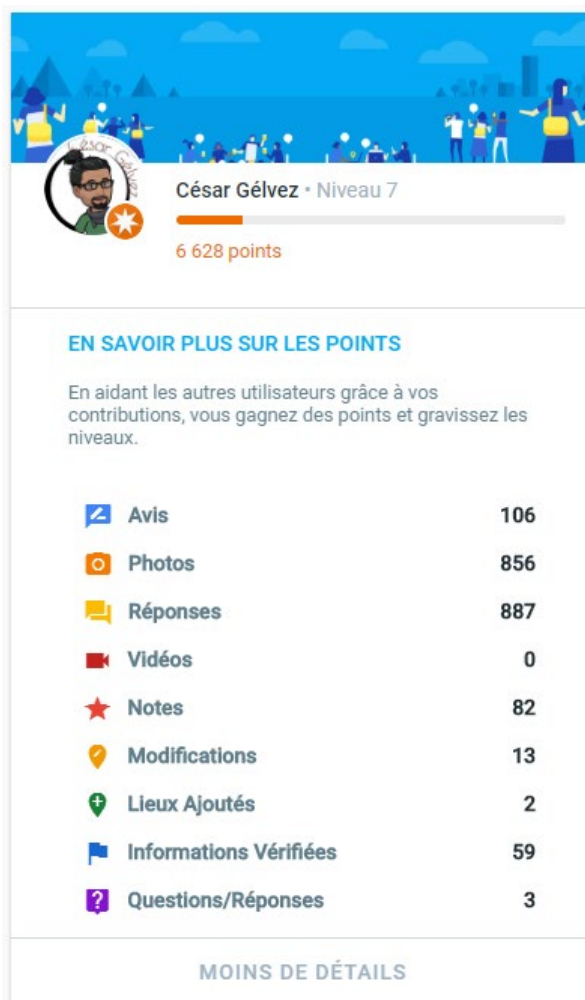 César Gélvez
César Gélvez • Niveau 7
6 628 points
EN SAVOIR PLUS SUR LES POINTS
En aidant les autres utilisateurs grâce à vos
contributions, vous gagnez des points et gravissez les
niveaux.
Avis 106
Photos 856
Réponses 887
Vidéos 0
Notes 82
Modifications 13
Lieux Ajoutés 2
Informations Vérifiées 59
Questions/Réponses 3
MOINS DE DÉTAILS